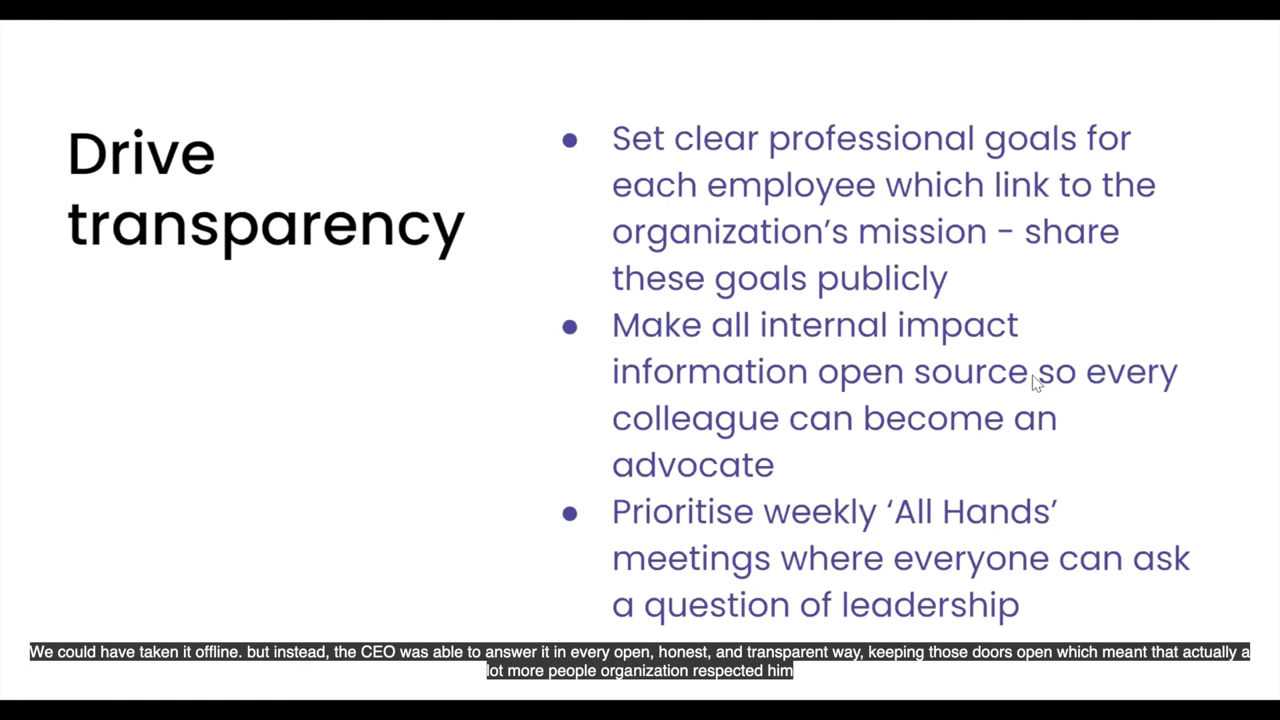 Drive
transparency
● Set clear professional goals for
each employee which link to the
organization's mission - share
these goals publicly
● Make all internal impact
information open source so every
colleague can become an
advocate
● Prioritise weekly ‘All Hands’
meetings where everyone can ask
a question of leadership
We could have taken it offline. but instead, the CEO was able to answer it in every open, honest, and transparent way, keeping those doors open which meant that actually a
lot more people organization respected him